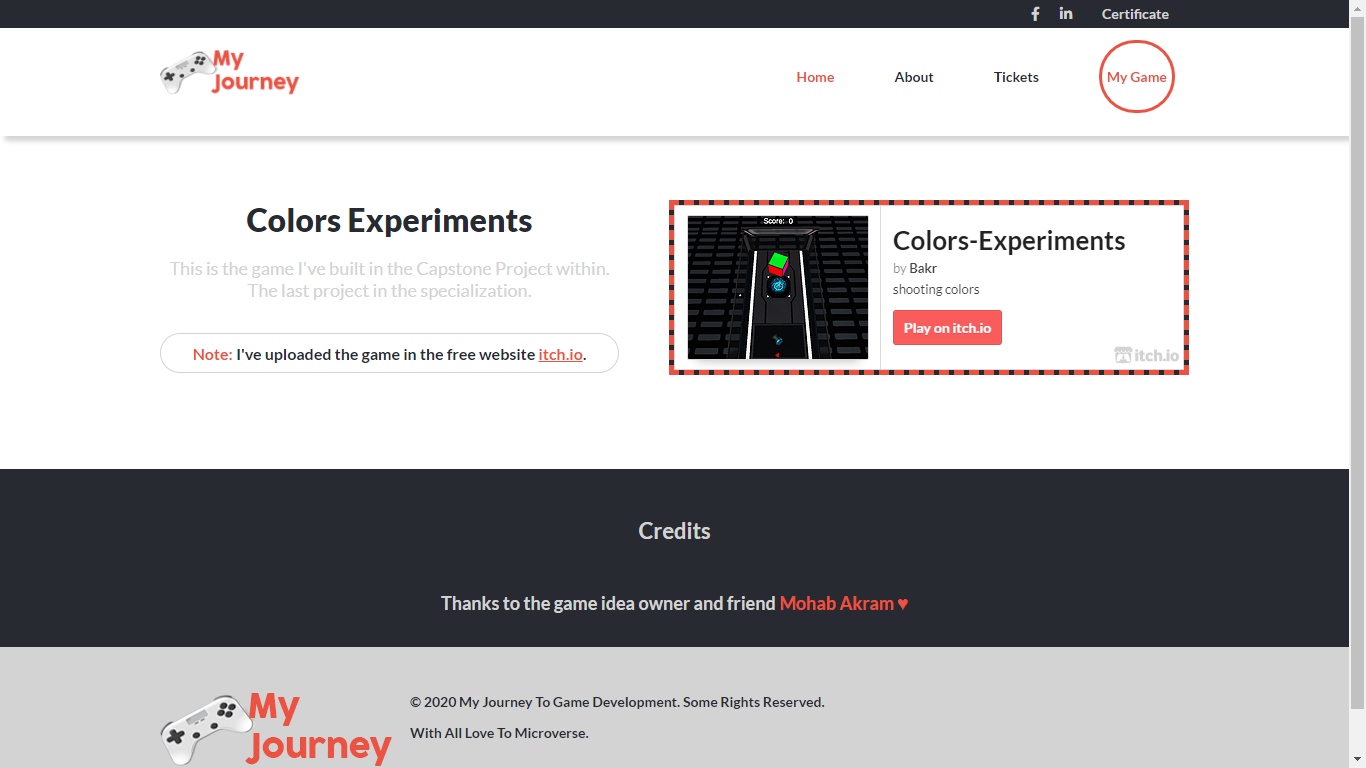 Certificate
My
Journey
Home
About
Tickets
My Game
Colors Experiments
This is the game I've built in the Capstone Project within.
The last project in the specialization.
Note: I've uploaded the game in the free website itch.io.
Score: 0
Colors-Experiments
by Bakr
shooting colors
Play on itch.io
itch.io
Credits
Thanks to the game idea owner and friend Mohab Akram ♥
My
Journey
© 2020 My Journey To Game Development. Some Rights Reserved.
With All Love To Microverse.